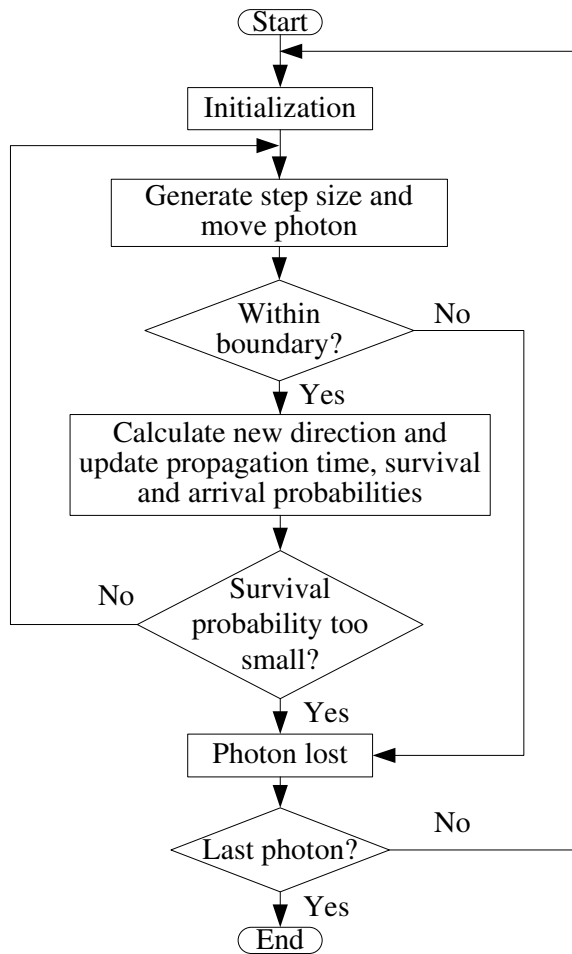 Start
Initialization
Generate step size and
move photon
Within
boundary?
No
Yes
Calculate new direction and
update propagation time, survival
and arrival probabilities
No
Survival
probability too
small?
Yes
Photon lost
Last photon?
No
Yes
End